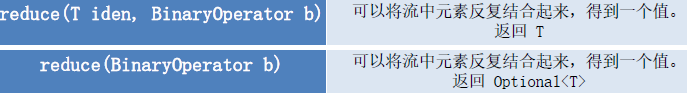 reduce(T iden, BinaryOperator b)
可以将流中元素反复结合起来，得到一个值。
返回 T
reduce(BinaryOperator b)
可以将流中元素反复结合起来，得到一个值。
返回 Optional<T>